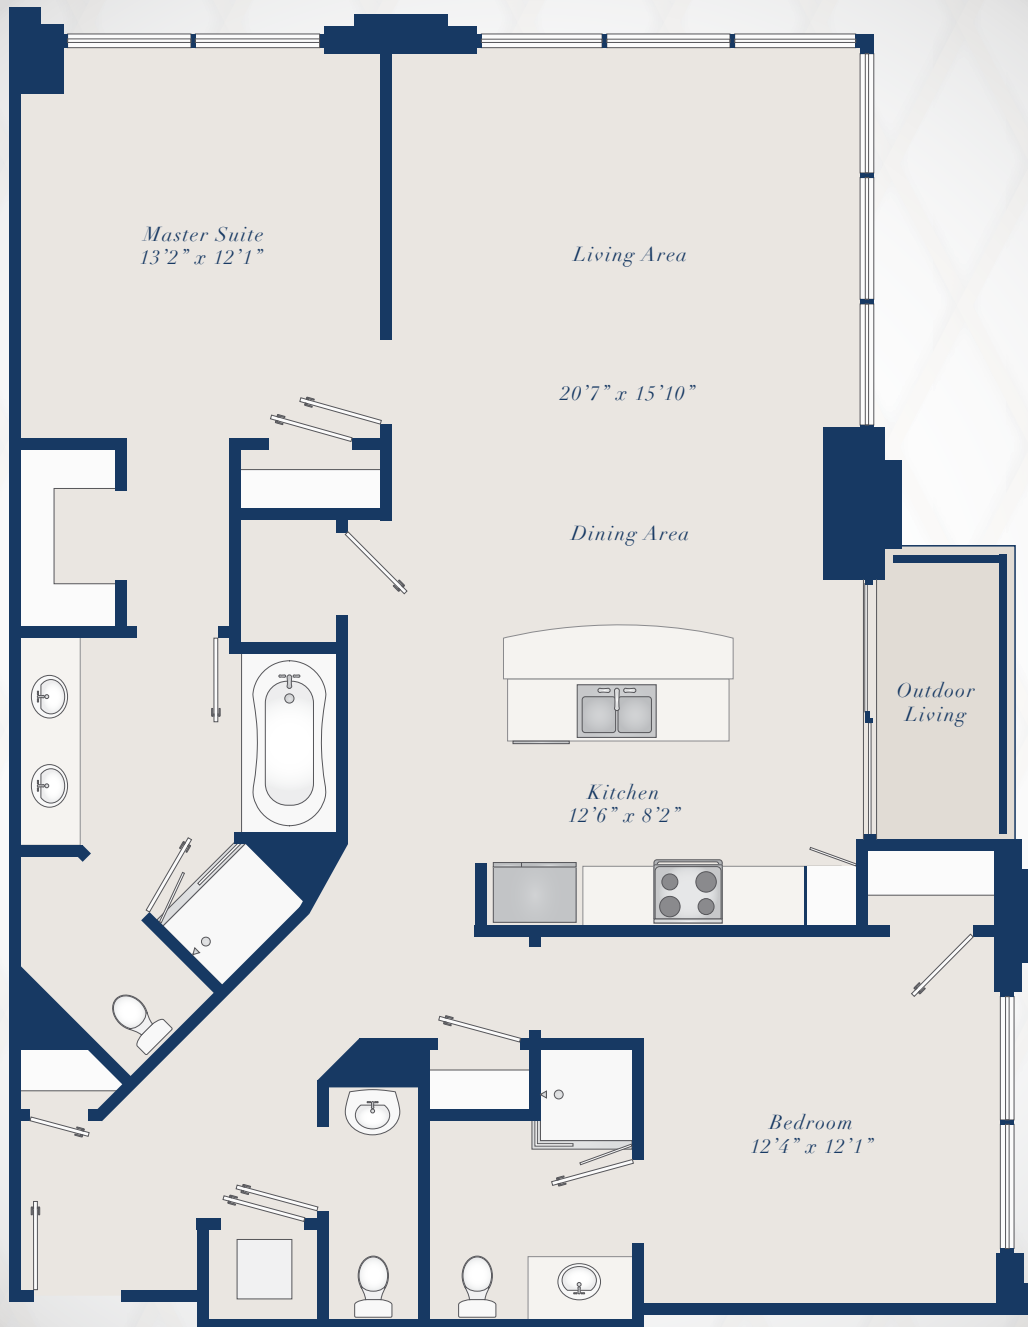 Master Suite
13’2” x 12’1”
Living Area
20’7” x 15’10”
Dining Area
Outdoor
Living
Kitchen
12’6” x 8’2”
Bedroom
12’4” x 12’1”